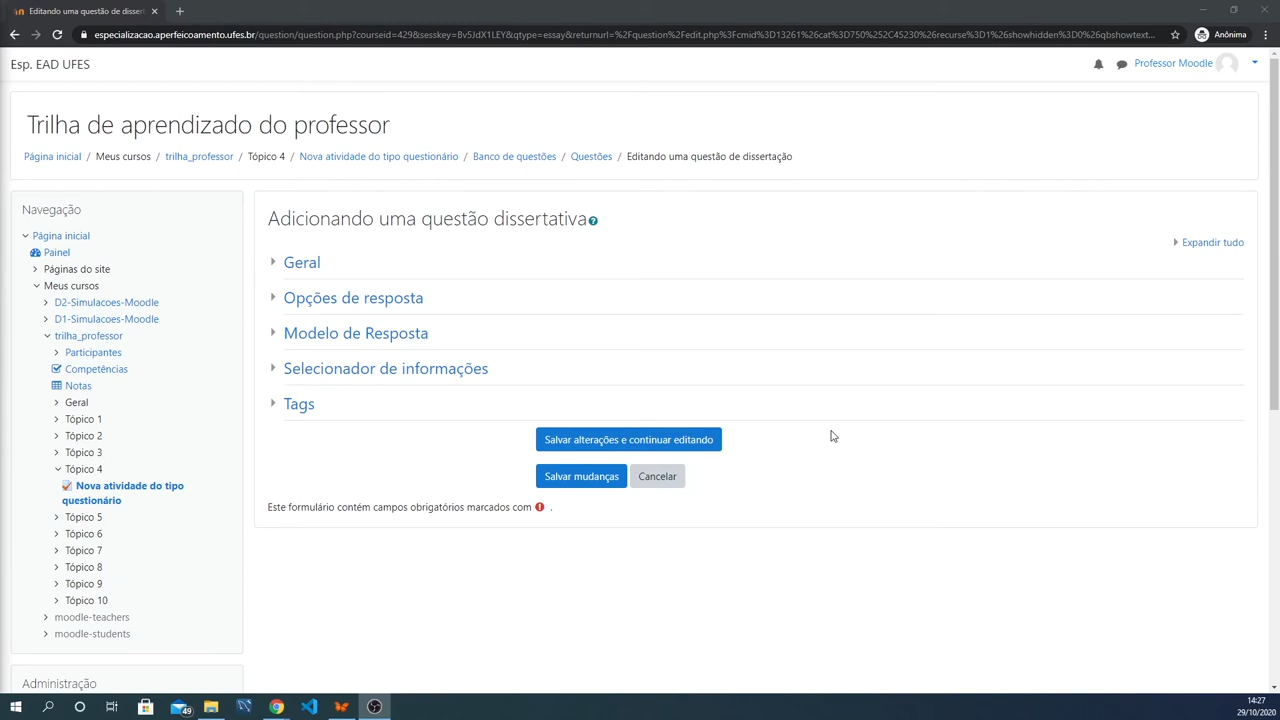 Editando uma questão de disser
especializacao.aperfeicoamento.ufes.br/question/question.php?courseid=429&sesskey=Bv5JdX1LEY&qtype=essay&returnurl=%2Fquestion%2Fedit.php%3Fcmid%3D13261%26cat%3D750%252C45230%26recurse%3D1%26showhidden%3D0%26qbshowtext...
Anônima
Esp. EAD UFES
Professor Moodle
Trilha de aprendizado do professor
Página inicial / Meus cursos / trilha_professor / Tópico 4 / Nova atividade do tipo questionário / Banco de questões / Questões / Editando uma questão de dissertação
Navegação
Página inicial
Painel
Páginas do site
Meus cursos
D2-Simulacoes-Moodle
D1-Simulacoes-Moodle
trilha_professor
Participantes
Competências
Notas
Geral
Tópico 1
Tópico 2
Tópico 3
Tópico 4
Nova atividade do tipo
questionário
Tópico 5
Tópico 6
Tópico 7
Tópico 8
Tópico 9
Tópico 10
moodle-teachers
moodle-students
Administração
Adicionando uma questão dissertativa
Expandir tudo
Geral
Opções de resposta
Modelo de Resposta
Selecionador de informações
Tags
Salvar alterações e continuar editando
Salvar mudanças
Cancelar
Este formulário contém campos obrigatórios marcados com .
49
14:27
29/10/2020